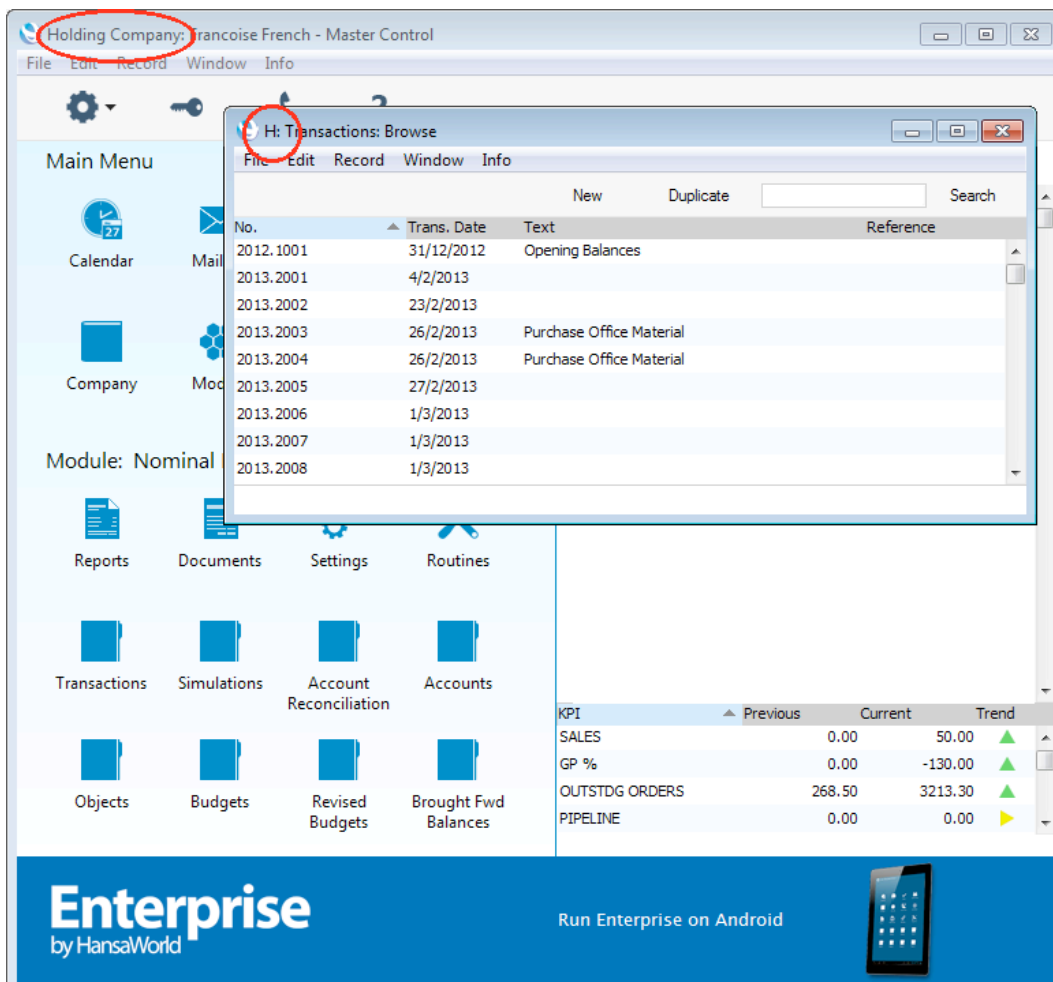 Holding Company: Francoise French - Master Control
File Edit Record Window Info
H: Transactions: Browse
File Edit Record Window Info
New Duplicate Search
No. Trans. Date Text Reference
2012.1001 31/12/2012 Opening Balances
2013.2001 4/2/2013
2013.2002 23/2/2013
2013.2003 26/2/2013 Purchase Office Material
2013.2004 26/2/2013 Purchase Office Material
2013.2005 27/2/2013
2013.2006 1/3/2013
2013.2007 1/3/2013
2013.2008 1/3/2013
Main Menu
27
Calendar Mail
Company
Module: Nominal
Reports Documents Settings Routines
Transactions Simulations Account Reconciliation Accounts
Objects Budgets Revised Budgets Brought Fwd Balances
KPI Previous Current Trend
SALES 0.00 50.00
GP % 0.00 -130.00
OUTSTDG ORDERS 268.50 3213.30
PIPELINE 0.00 0.00
Enterprise
by HansaWorld
Run Enterprise on Android